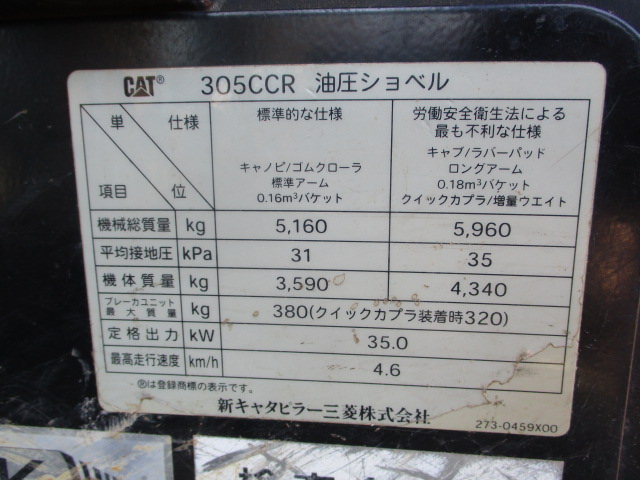 CAT® 305CCR 油圧ショベル
単 仕様
項目 位
標準的な仕様
キャノピ/ゴムクローラ
標準アーム
0.16m³バケット
労働安全衛生法による
最も不利な仕様
キャブ/ラバーパッド
ロングアーム
0.18m³バケット
クイックカプラ/増量ウエイト
機械総質量 kg 5,160 5,960
平均接地圧 kPa 31 35
機体質量 kg 3,590 4,340
ブレーカユニット
最大質量 kg 380(クイックカプラ装着時320)
定格出力 kW 35.0
最高走行速度 km/h 4.6
®は登録商標の表示です。
新キャタピラー三菱株式会社
273-0459X00